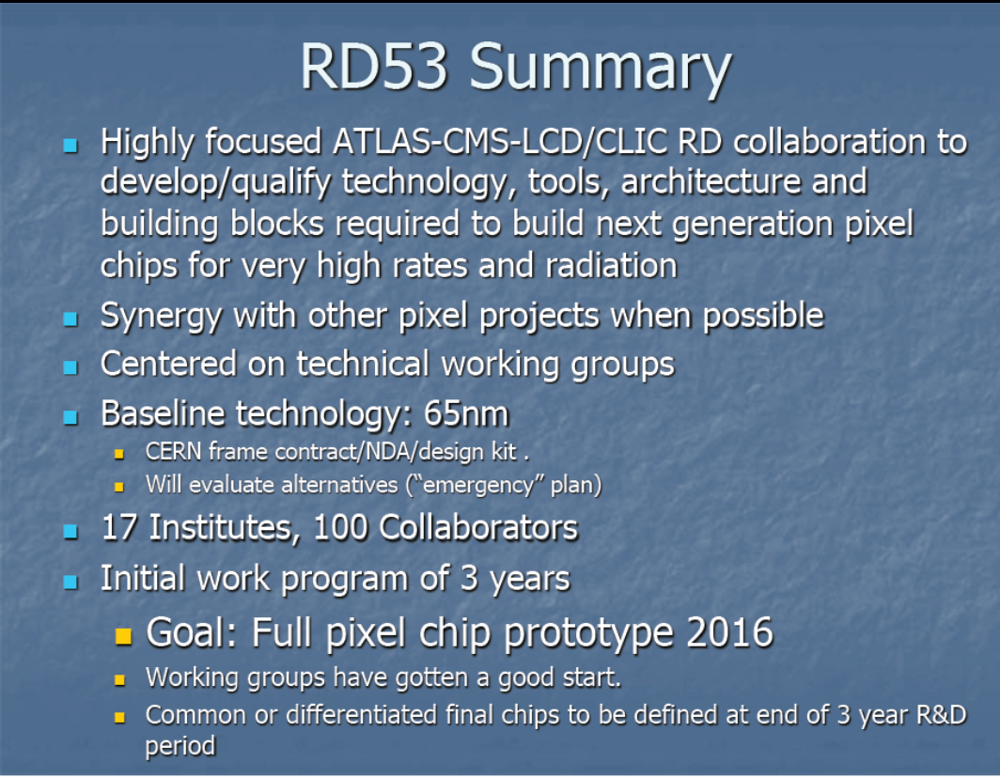 RD53 Summary
Highly focused ATLAS-CMS-LCD/CLIC RD collaboration to
develop/qualify technology, tools, architecture and
building blocks required to build next generation pixel
chips for very high rates and radiation
Synergy with other pixel projects when possible
Centered on technical working groups
Baseline technology: 65nm
CERN frame contract/NDA/design kit .
Will evaluate alternatives (“emergency” plan)
17 Institutes, 100 Collaborators
Initial work program of 3 years
Goal: Full pixel chip prototype 2016
Working groups have gotten a good start.
Common or differentiated final chips to be defined at end of 3 year R&D
period